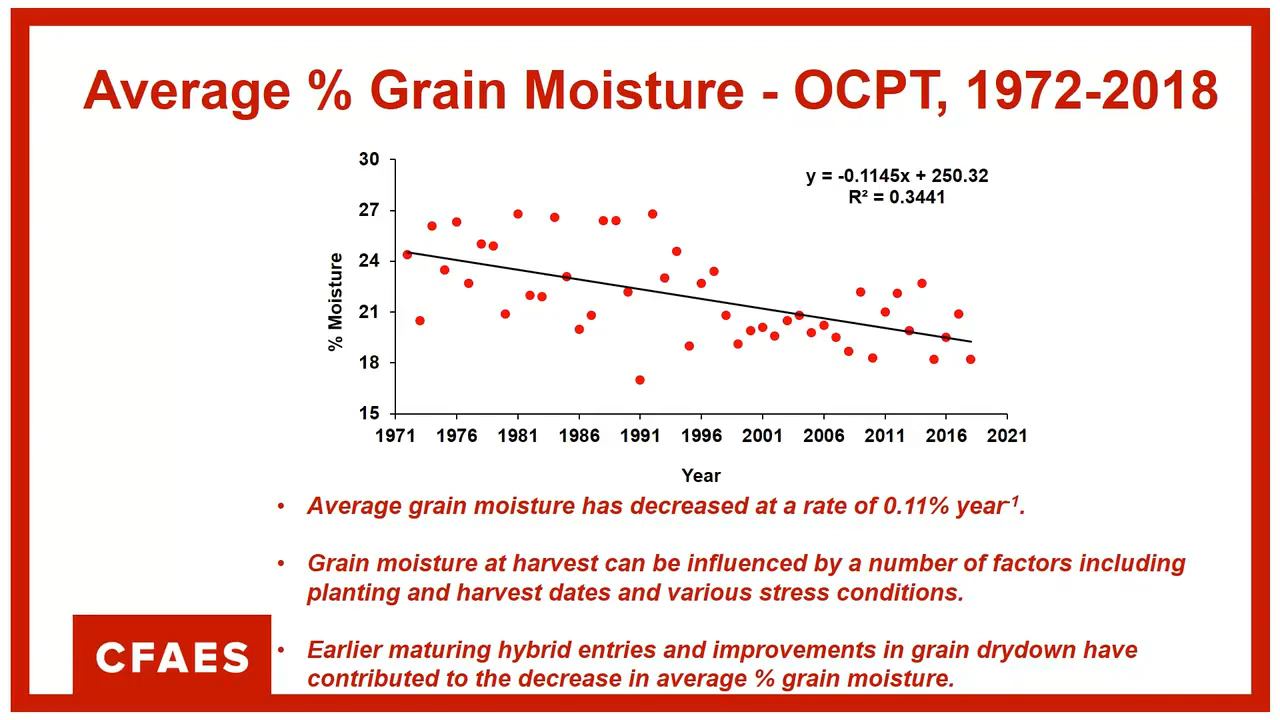 Average % Grain Moisture - OCPT, 1972-2018
30
27
24
21
18
15
% Moisture
y = -0.1145x + 250.32
R² = 0.3441
1971 1976 1981 1986 1991 1996 2001 2006 2011 2016 2021
Year
• Average grain moisture has decreased at a rate of 0.11% year⁻¹.
• Grain moisture at harvest can be influenced by a number of factors including
planting and harvest dates and various stress conditions.
• Earlier maturing hybrid entries and improvements in grain drydown have
contributed to the decrease in average % grain moisture.
CFAES